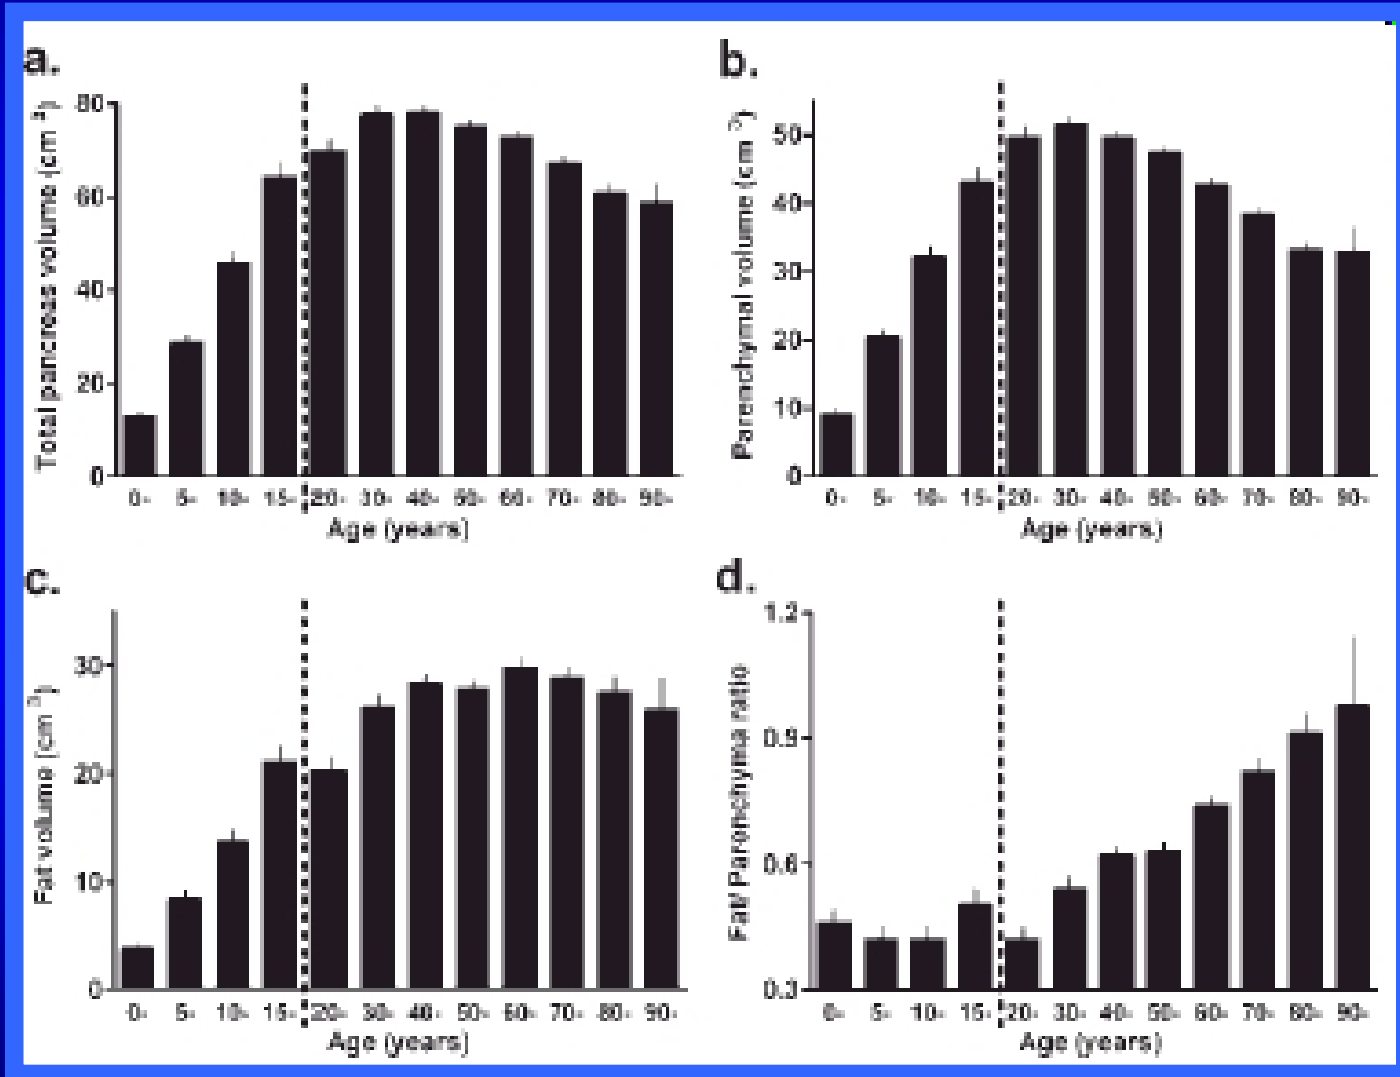 a.
Total pancreas volume (cm³)
80
60
40
20
0
0- 5- 10- 15- 20- 30- 40- 50- 60- 70- 80- 90-
Age (years)
b.
Parenchymal volume (cm³)
50
40
30
20
10
0
0- 5- 10- 15- 20- 30- 40- 50- 60- 70- 80- 90-
Age (years)
c.
Fat volume (cm³)
30
20
10
0
0- 5- 10- 15- 20- 30- 40- 50- 60- 70- 80- 90-
Age (years)
d.
Fat/ Parenchyma ratio
1.2
0.9
0.6
0.3
0- 5- 10- 15- 20- 30- 40- 50- 60- 70- 80- 90-
Age (years)